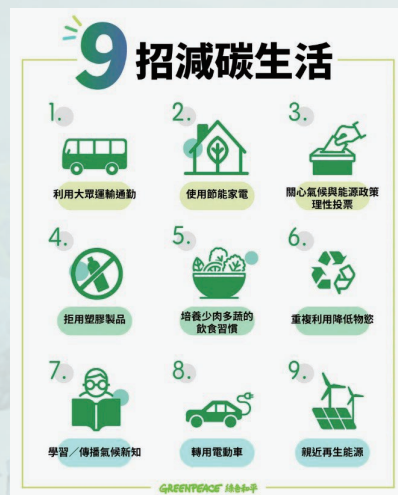 9招減碳生活
1.
利用大眾運輸通勤
2.
使用節能家電
3.
關心氣候與能源政策
理性投票
4.
拒用塑膠製品
5.
培養少肉多蔬的
飲食習慣
6.
重複利用降低物慾
7.
學習／傳播氣候新知
8.
轉用電動車
9.
親近再生能源
GREENPEACE 綠色和平